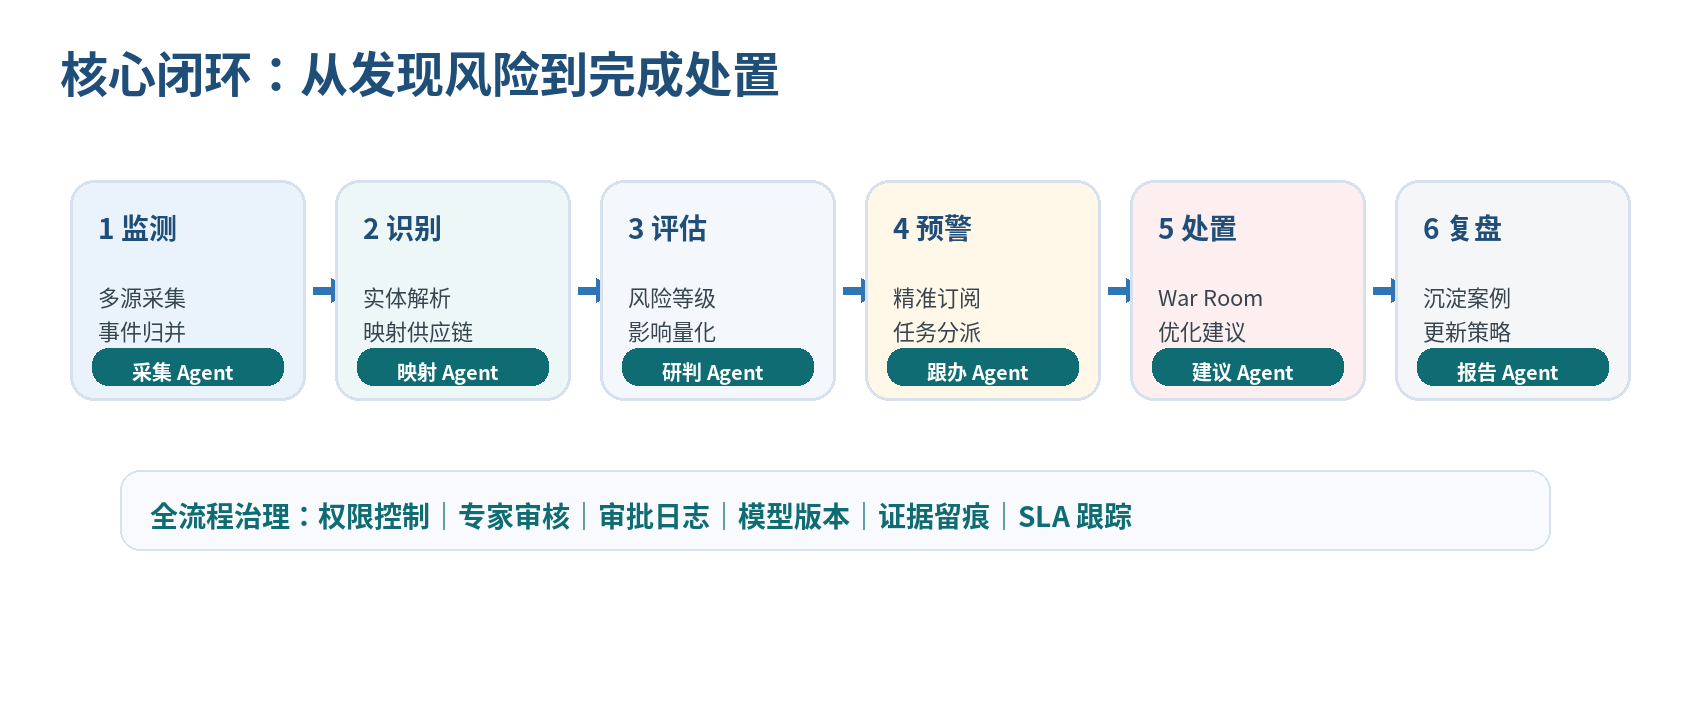 核心闭环：从发现风险到完成处置
1 监测
多源采集
事件归并
采集 Agent
2 识别
实体解析
映射供应链
映射 Agent
3 评估
风险等级
影响量化
研判 Agent
4 预警
精准订阅
任务分派
跟办 Agent
5 处置
War Room
优化建议
建议 Agent
6 复盘
沉淀案例
更新策略
报告 Agent
全流程治理：权限控制｜专家审核｜审批日志｜模型版本｜证据留痕｜SLA 跟踪